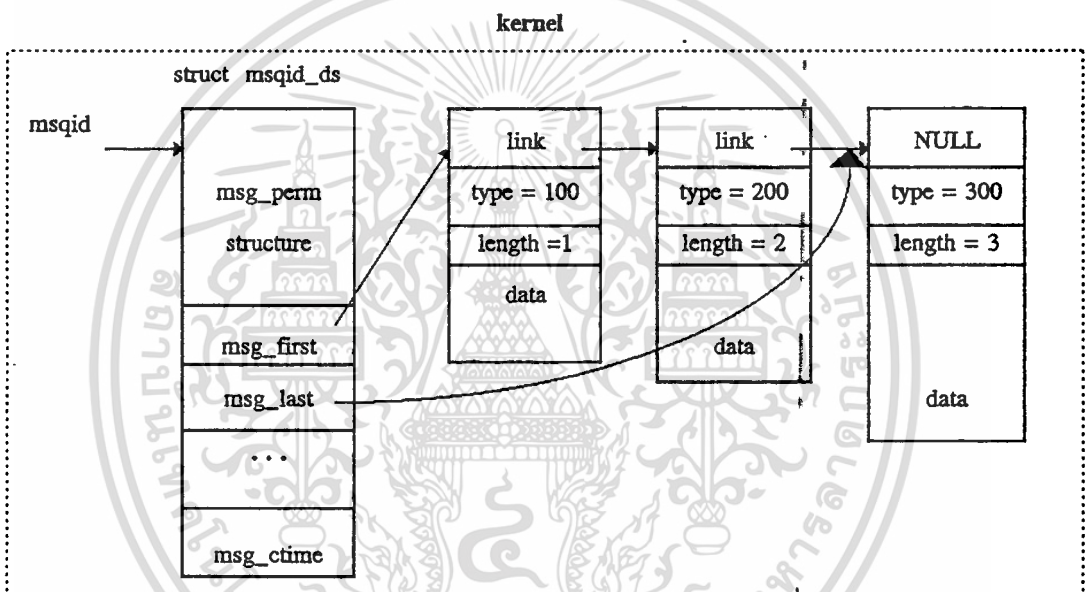 kernel
struct msqid_ds
msqid
msg_perm
structure
msg_first
msg_last
...
msg_ctime
link
type = 100
length =1
data
link
type = 200
length = 2
data
NULL
type = 300
length = 3
data